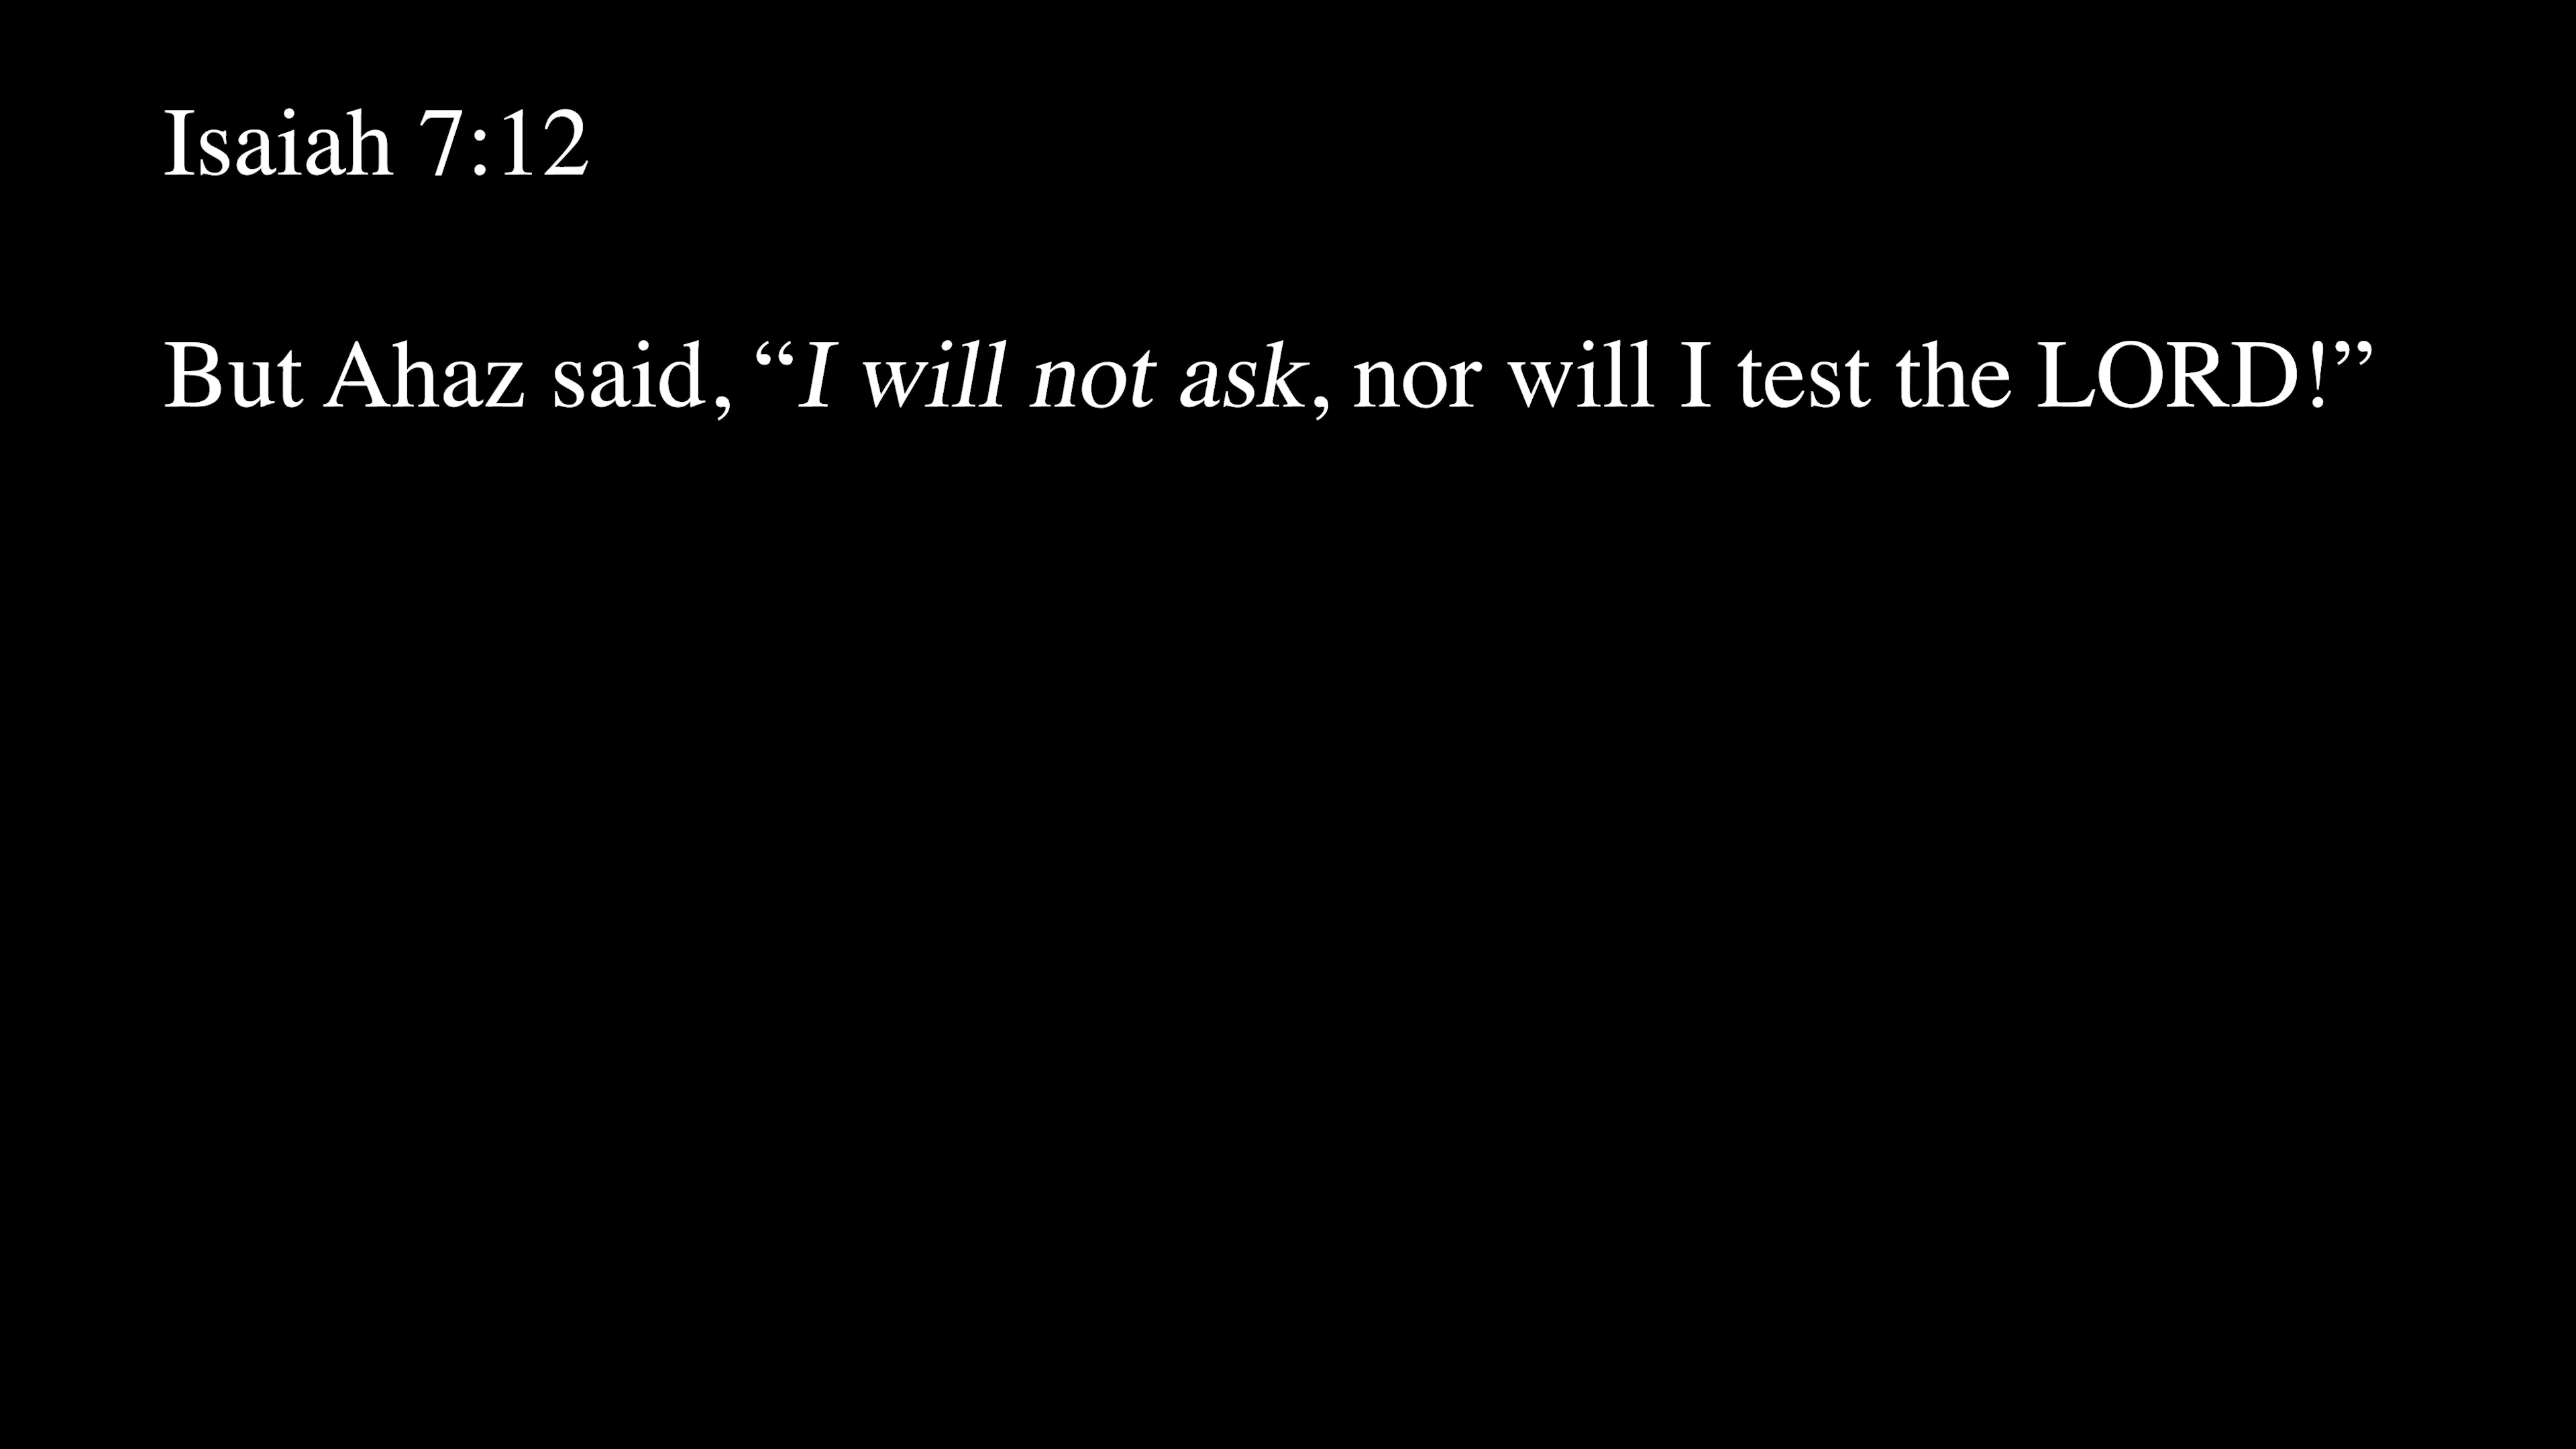 Isaiah 7:12
But Ahaz said, “I will not ask, nor will I test the LORD!”